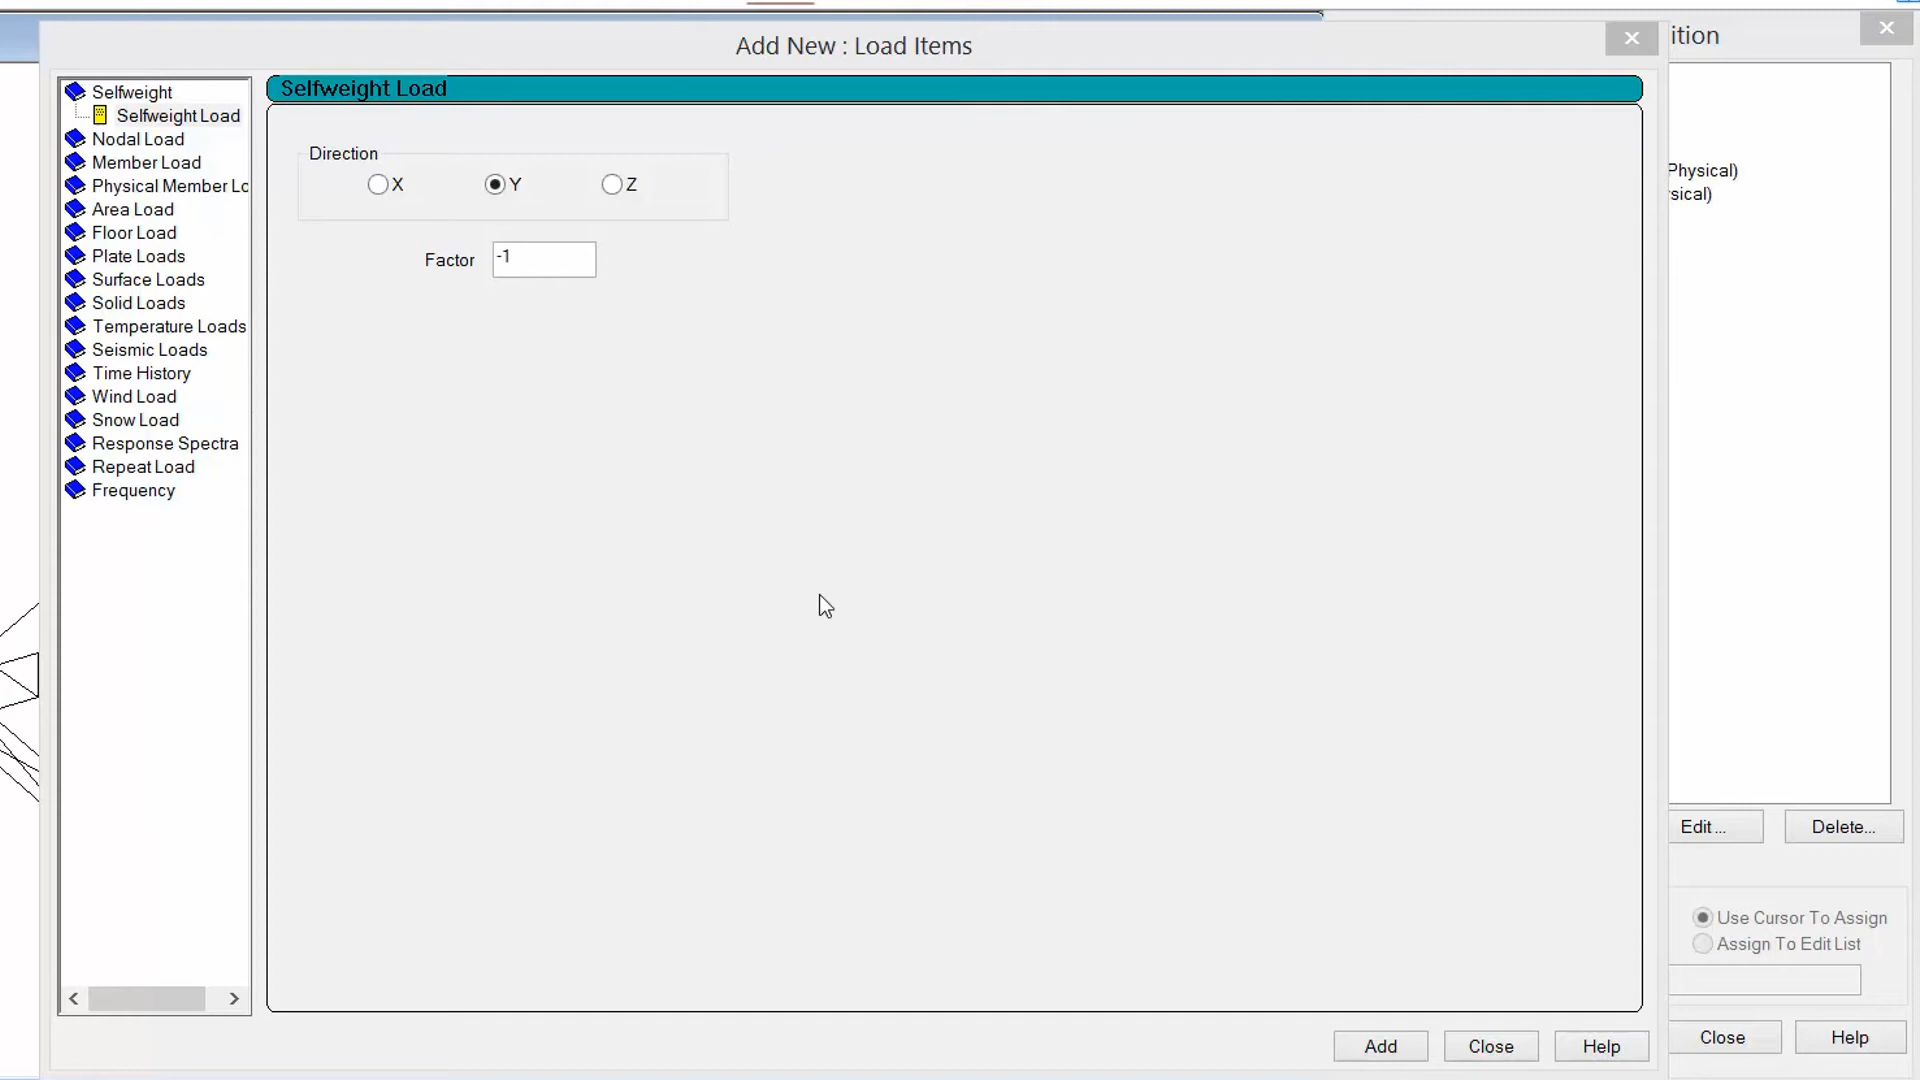 Add New : Load Items
ition
Selfweight
Selfweight Load
Nodal Load
Member Load
Physical Member Lo
Area Load
Floor Load
Plate Loads
Surface Loads
Solid Loads
Temperature Loads
Seismic Loads
Time History
Wind Load
Snow Load
Response Spectra
Repeat Load
Frequency
Selfweight Load
Direction
X
Y
Z
Factor
-1
Add
Close
Help
Physical)
sical)
Edit...
Delete...
Use Cursor To Assign
Assign To Edit List
Close
Help